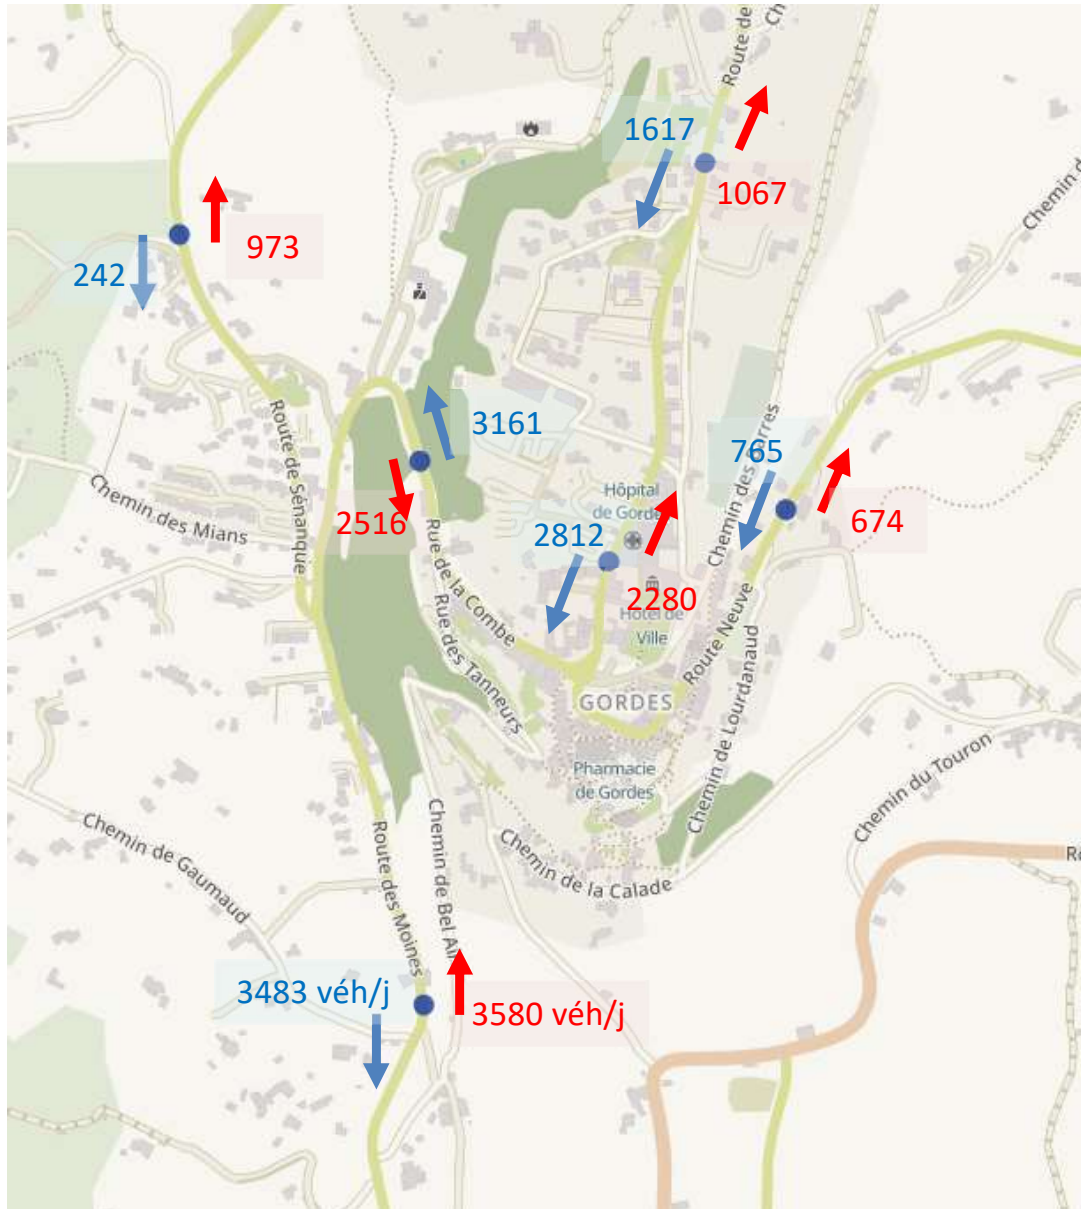 Route de
Ch
1617
1067
Chemin d
973
242
3161
Route de Sénanque
Chemin des Mians
2516
Rue de la Combe
Rue des Tanneurs
Hôpital
de Gorde
2812
2280
Hôtel de
Ville
765
674
Chemin des
rres
Route Neuve
Chemin de Lourdanaud
GORDES
Pharmacie
de Gordes
Chemin du Touron
Chemin de la Calade
Chemin de Gaumaud
Route des Moines
Chemin de Bel Air
Ro
3483 véh/j
3580 véh/j